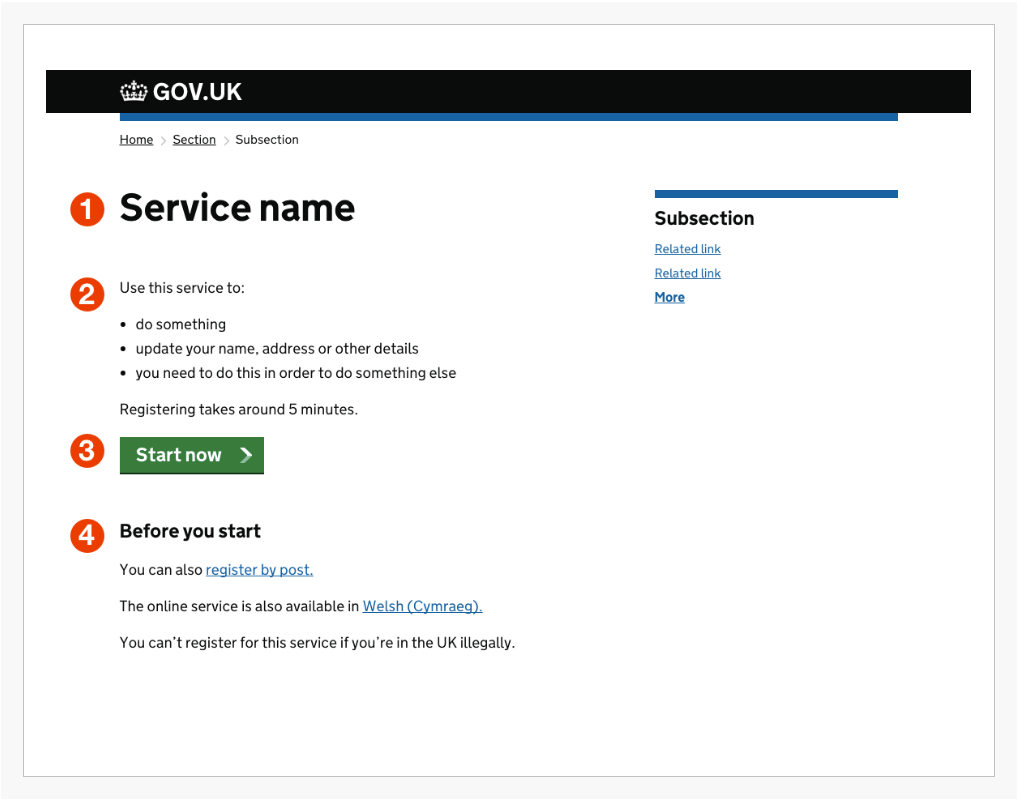 GOV.UK
Home > Section > Subsection
1 Service name
2 Use this service to:
• do something
• update your name, address or other details
• you need to do this in order to do something else
Registering takes around 5 minutes.
3 Start now
4 Before you start
You can also register by post.
The online service is also available in Welsh (Cymraeg).
You can’t register for this service if you’re in the UK illegally.
Subsection
Related link
Related link
More